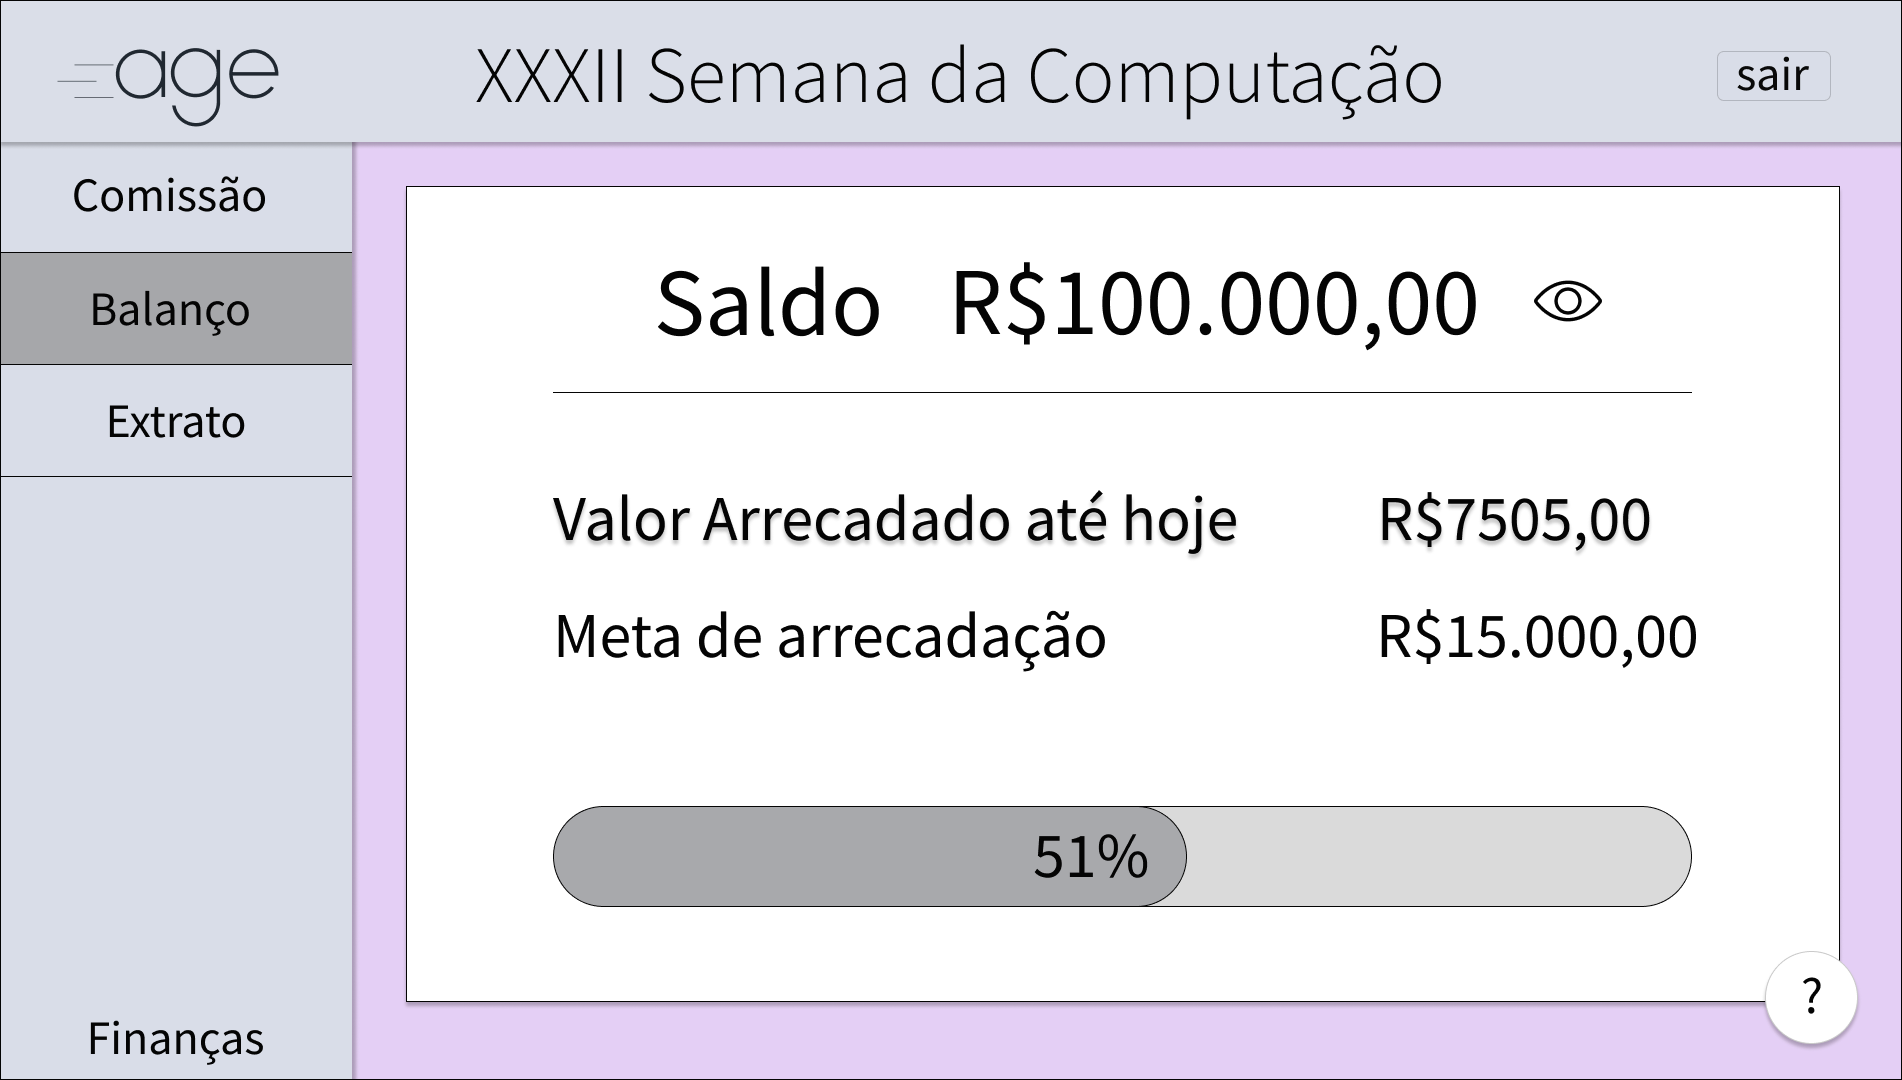 age
XXXII Semana da Computação
sair
Comissão
Balanço
Extrato
Finanças
Saldo R$100.000,00
Valor Arrecadado até hoje R$7505,00
Meta de arrecadação R$15.000,00
51%
?